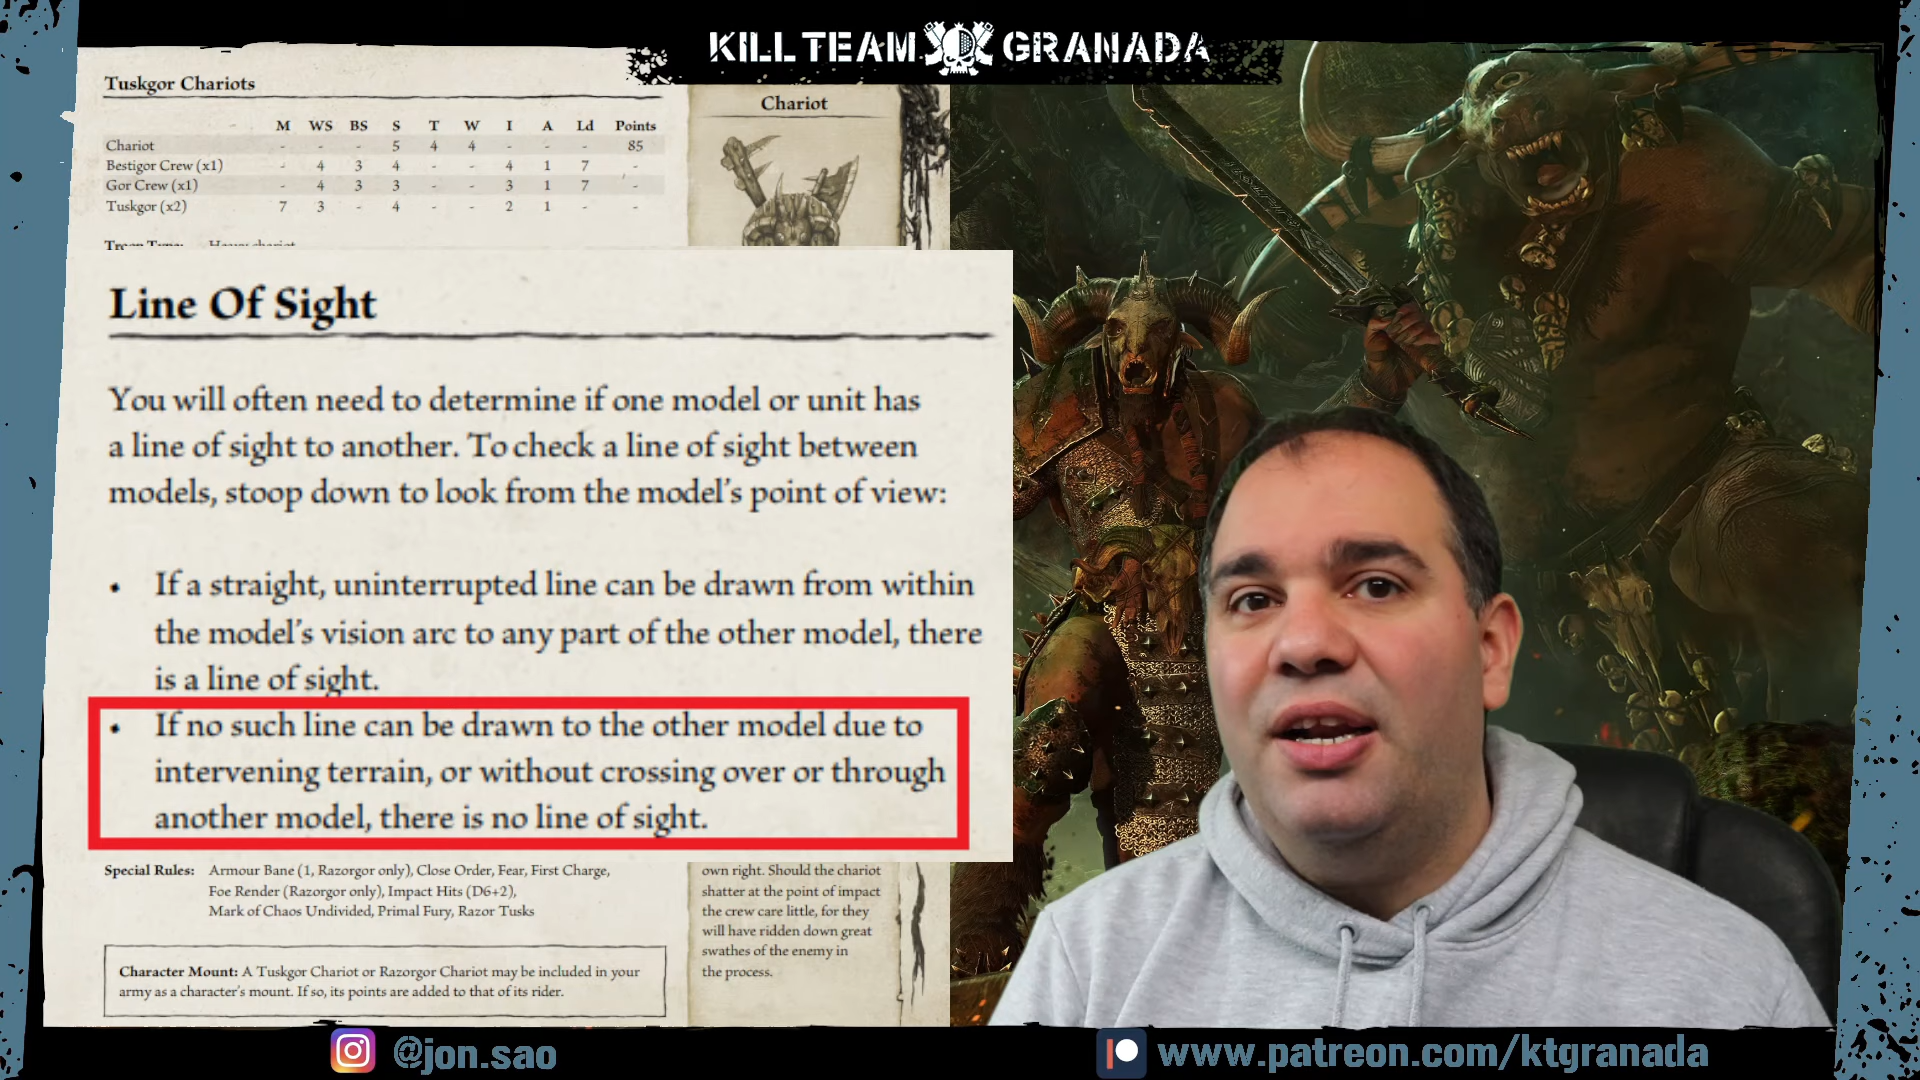 KILL TEAM GRANADA
Tuskgor Chariots
M WS BS S T W I A Ld Points
Chariot - - - 5 4 4 - - - 85
Bestigor Crew (x1) - 4 3 4 - - 4 1 7 -
Gor Crew (x1) - 4 3 3 - - 3 1 7 -
Tuskgor (x2) 7 3 - 4 - - 2 1 - -
Troop Type: Heavy chariot
Chariot
Line Of Sight
You will often need to determine if one model or unit has
a line of sight to another. To check a line of sight between
models, stoop down to look from the model's point of view:
• If a straight, uninterrupted line can be drawn from within
the model's vision arc to any part of the other model, there
is a line of sight.
• If no such line can be drawn to the other model due to
intervening terrain, or without crossing over or through
another model, there is no line of sight.
Special Rules: Armour Bane (1, Razorgor only), Close Order, Fear, First Charge,
Foe Render (Razorgor only), Impact Hits (D6+2),
Mark of Chaos Undivided, Primal Fury, Razor Tusks
Character Mount: A Tuskgor Chariot or Razorgor Chariot may be included in your
army as a character's mount. If so, its points are added to that of its rider.
own right. Should the chariot
shatter at the point of impact
the crew care little, for they
will have ridden down great
swathes of the enemy in
the process.
@jon.sao
www.patreon.com/ktgranada